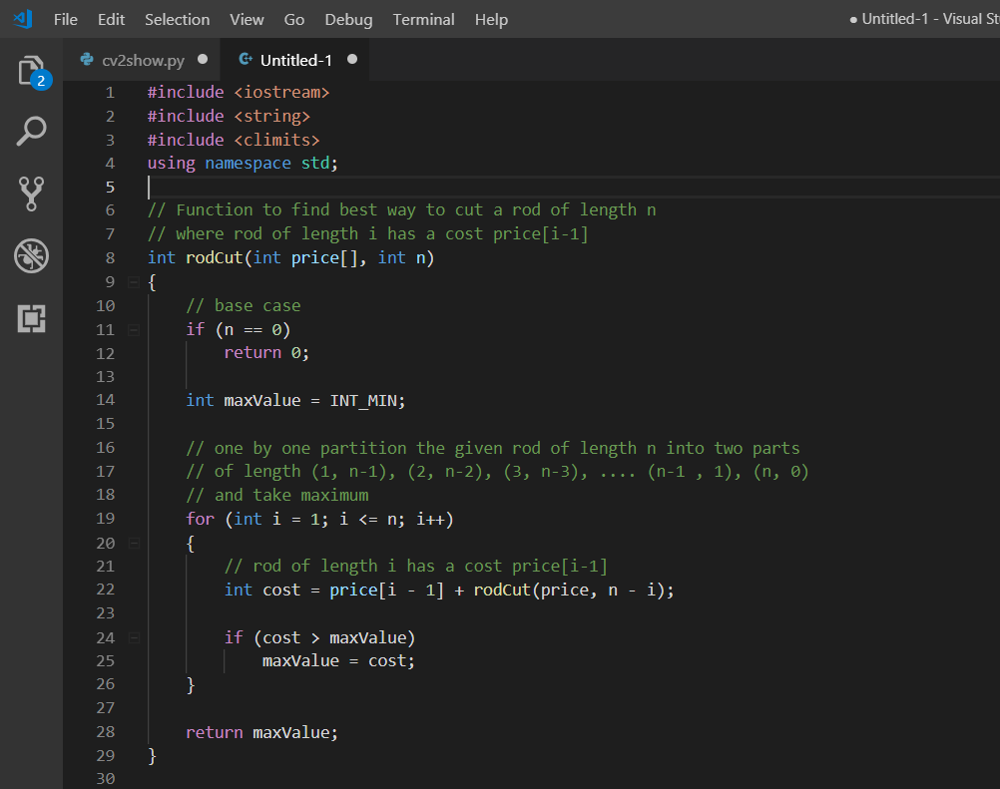 File Edit Selection View Go Debug Terminal Help ● Untitled-1 - Visual
2
cv2show.py ● Untitled-1 ●
1 #include <iostream>
2 #include <string>
3 #include <climits>
4 using namespace std;
5
6 // Function to find best way to cut a rod of length n
7 // where rod of length i has a cost price[i-1]
8 int rodCut(int price[], int n)
9 {
10     // base case
11     if (n == 0)
12         return 0;
13
14     int maxValue = INT_MIN;
15
16     // one by one partition the given rod of length n into two parts
17     // of length (1, n-1), (2, n-2), (3, n-3), .... (n-1 , 1), (n, 0)
18     // and take maximum
19     for (int i = 1; i <= n; i++)
20     {
21         // rod of length i has a cost price[i-1]
22         int cost = price[i - 1] + rodCut(price, n - i);
23
24         if (cost > maxValue)
25             maxValue = cost;
26     }
27
28     return maxValue;
29 }
30